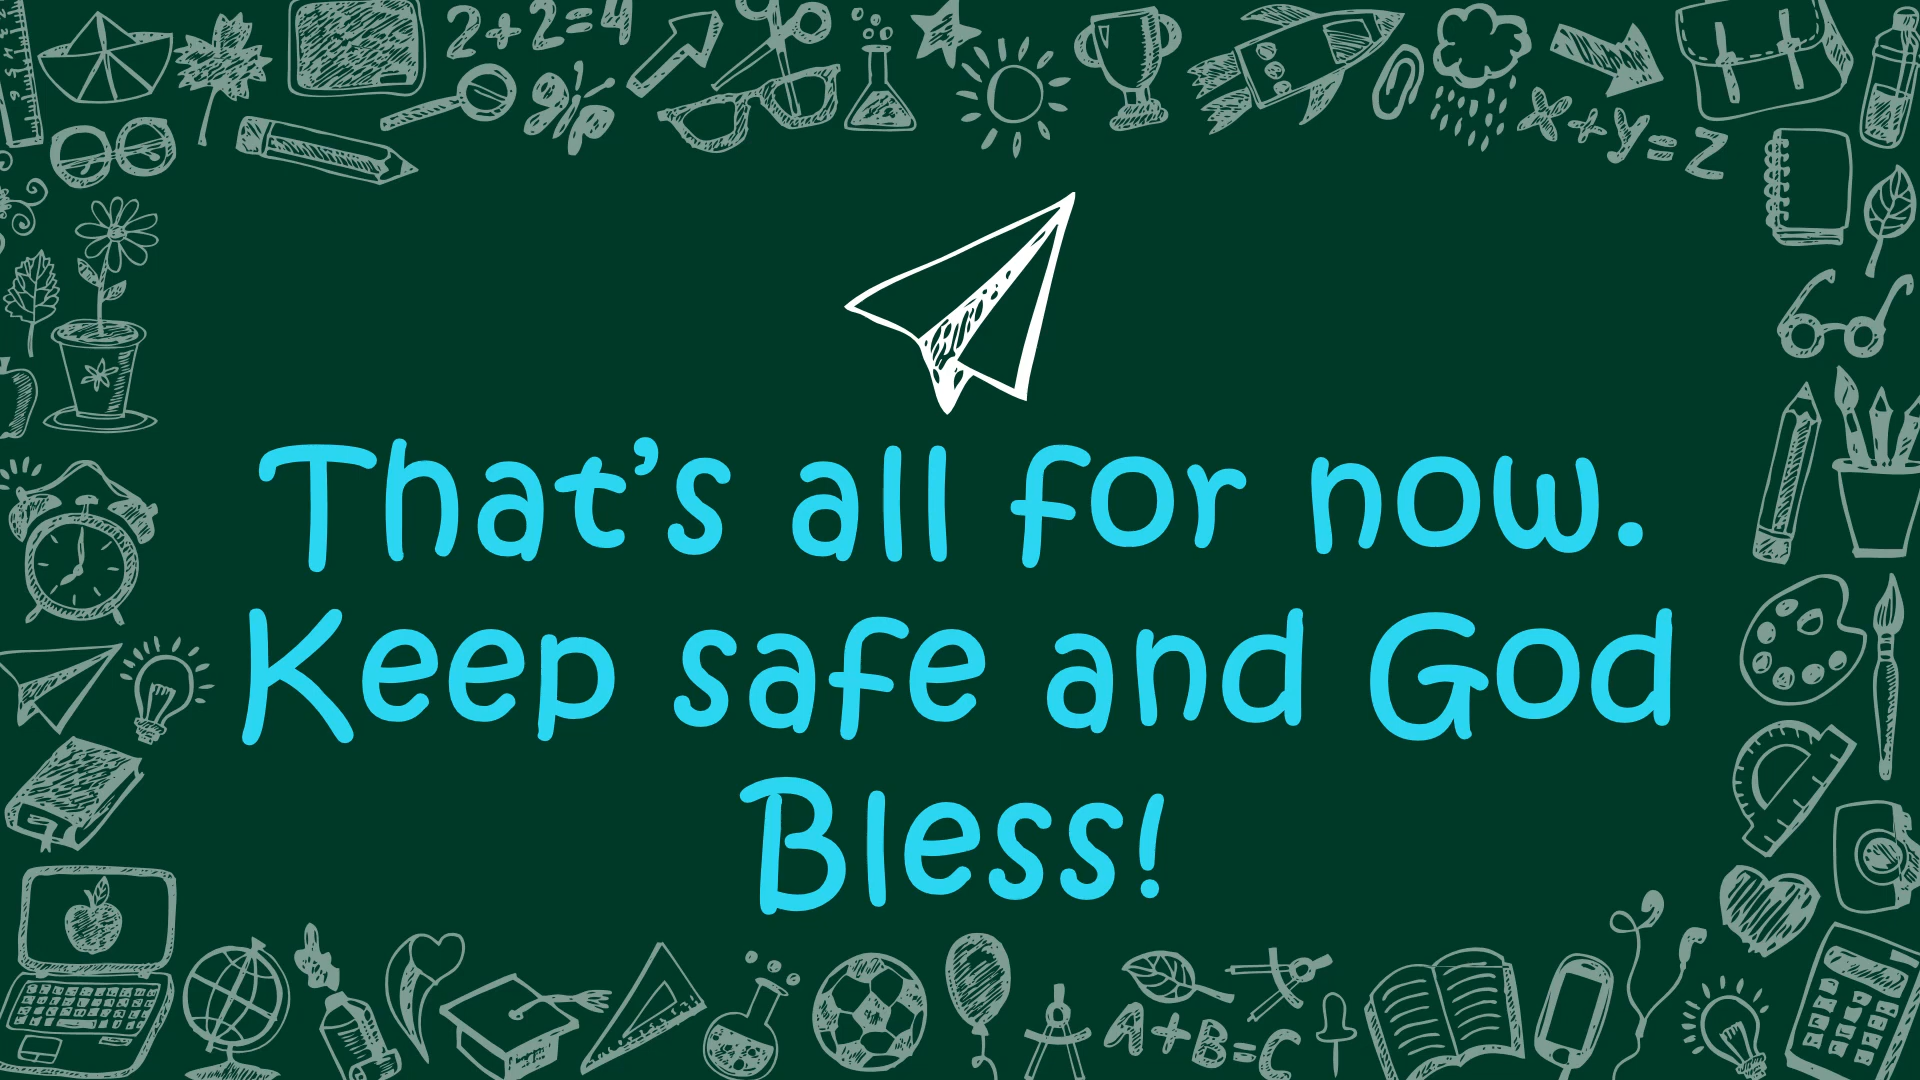 2+2=4
x+y=z
That's all for now.
Keep safe and God
Bless!
A+B=C